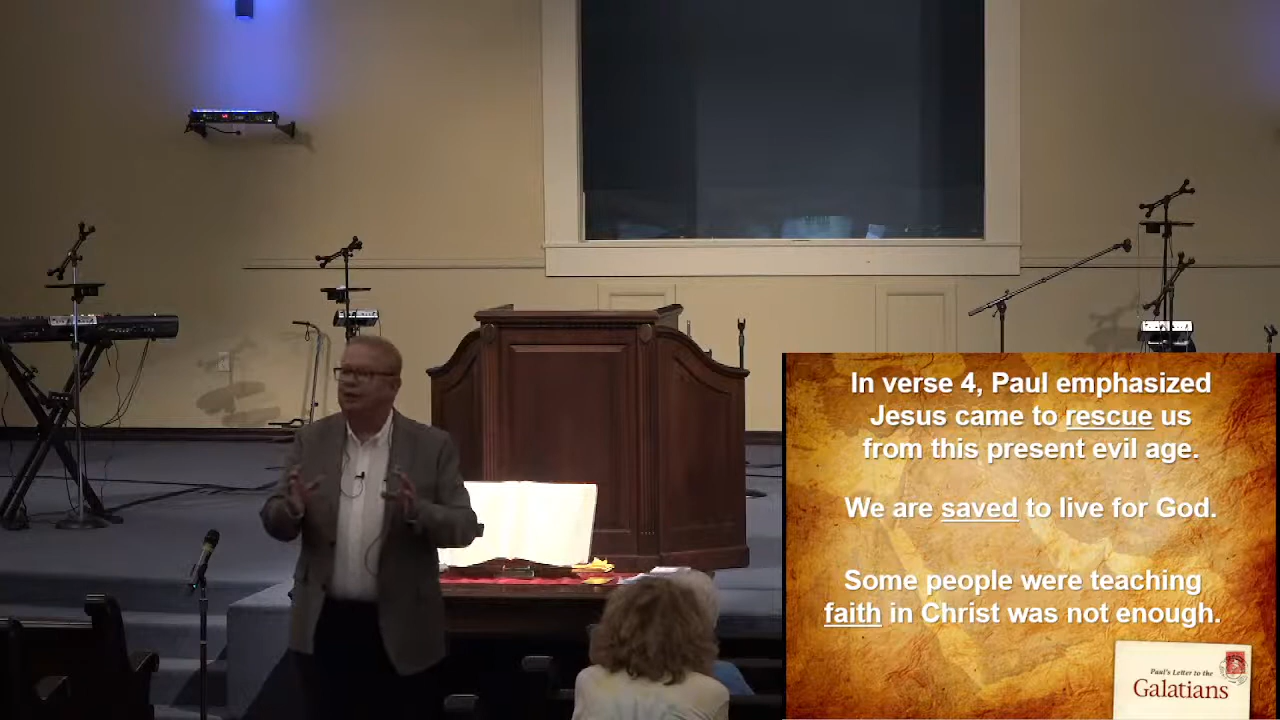 In verse 4, Paul emphasized
Jesus came to rescue us
from this present evil age.
We are saved to live for God.
Some people were teaching
faith in Christ was not enough.
Paul's Letter to the
Galatians